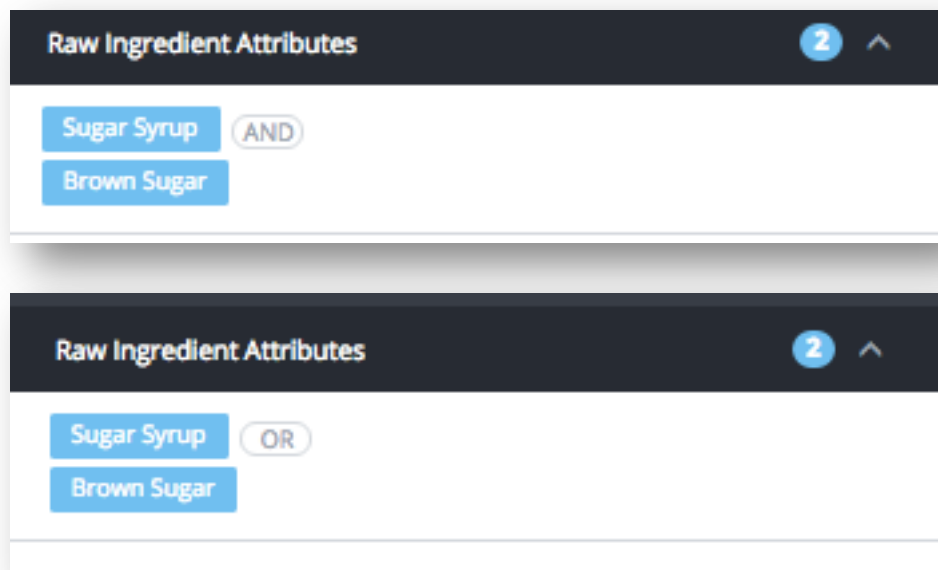 Raw Ingredient Attributes 2
Sugar Syrup AND
Brown Sugar
Raw Ingredient Attributes 2
Sugar Syrup OR
Brown Sugar